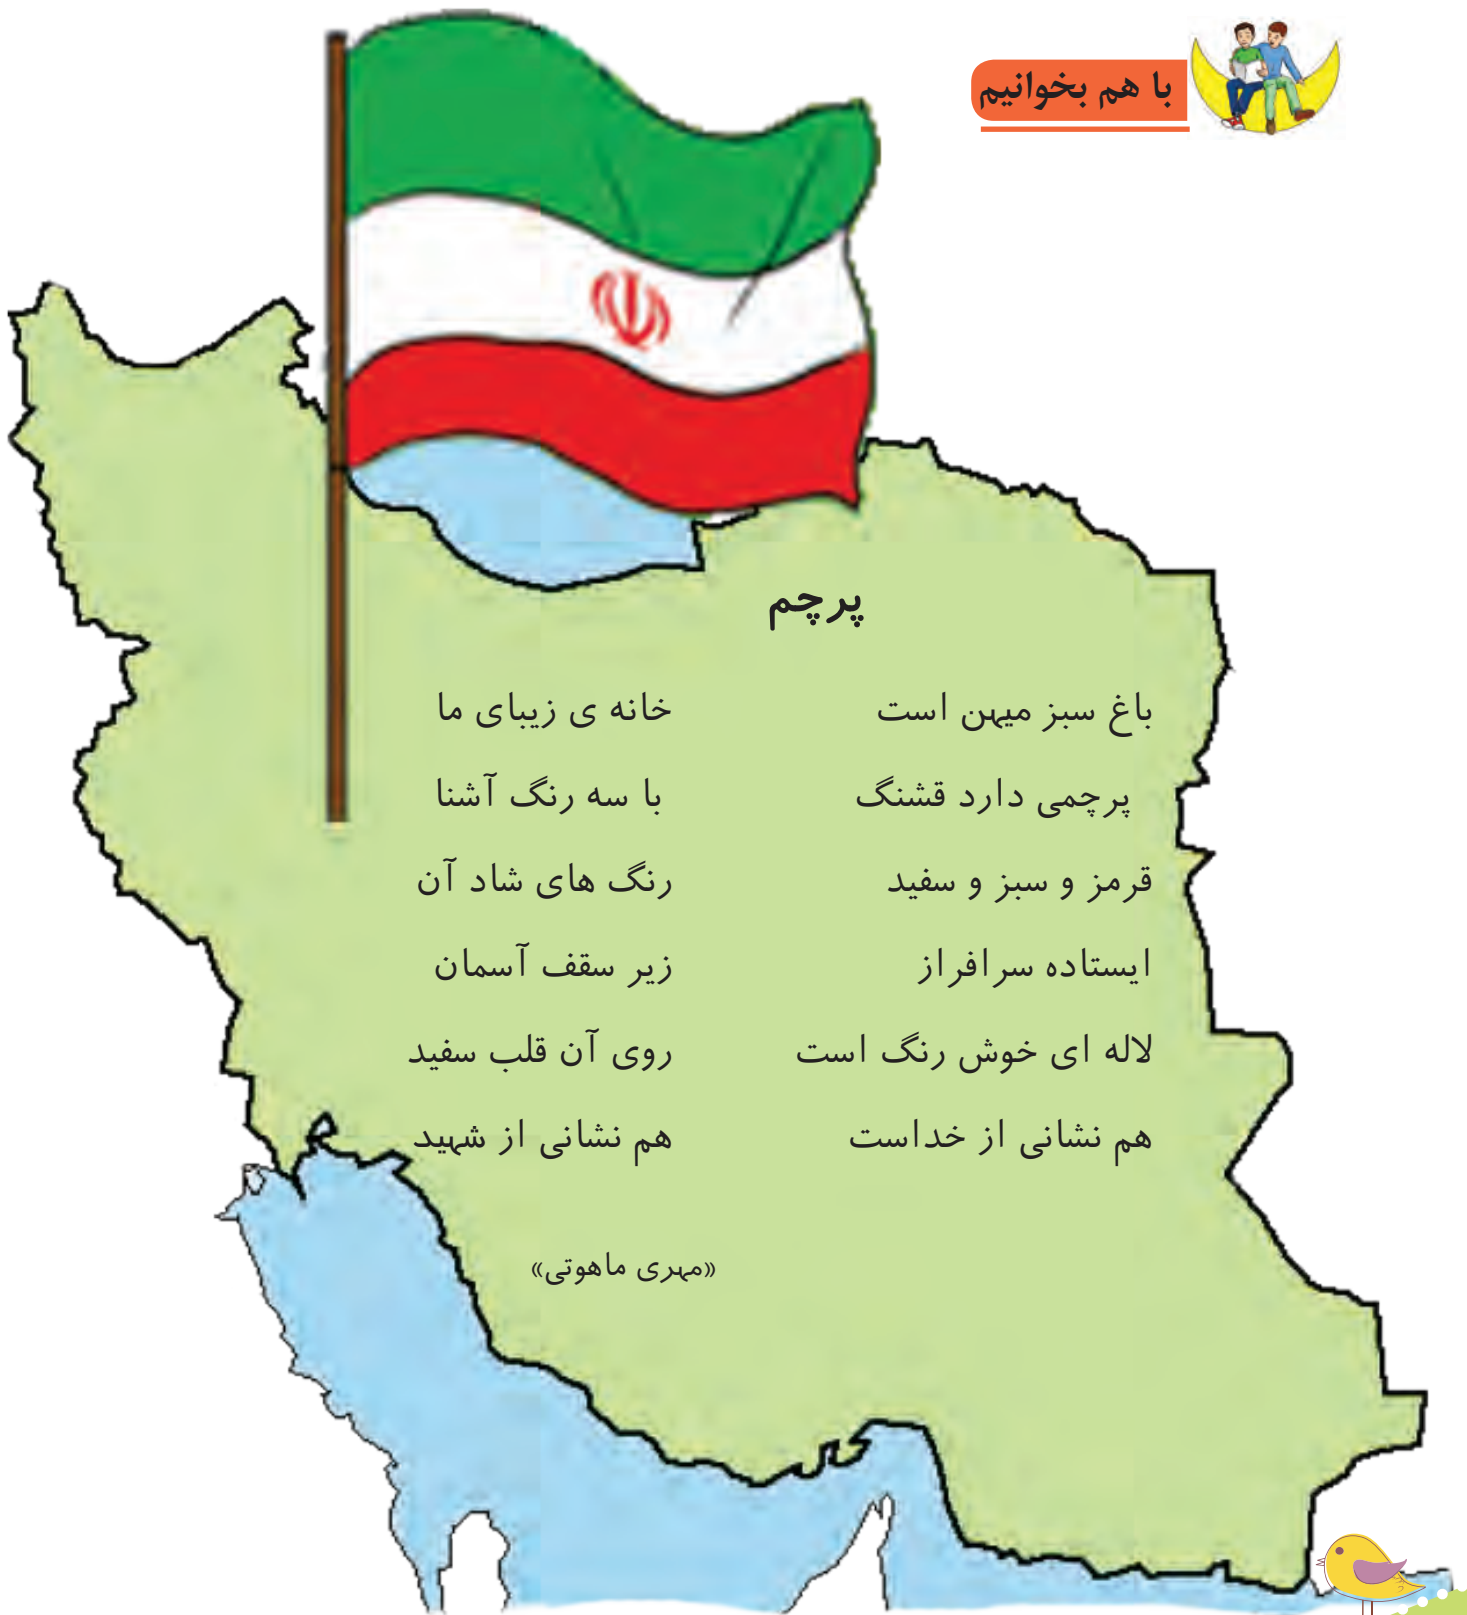 با هم بخوانیم
پرچم
باغ سبز میهن است خانه ی زیبای ما
پرچمی دارد قشنگ با سه رنگ آشنا
قرمز و سبز و سفید رنگ های شاد آن
ایستاده سرافراز زیر سقف آسمان
لاله ای خوش رنگ است روی آن قلب سفید
هم نشانی از خداست هم نشانی از شهید
«مهری ماهوتی»